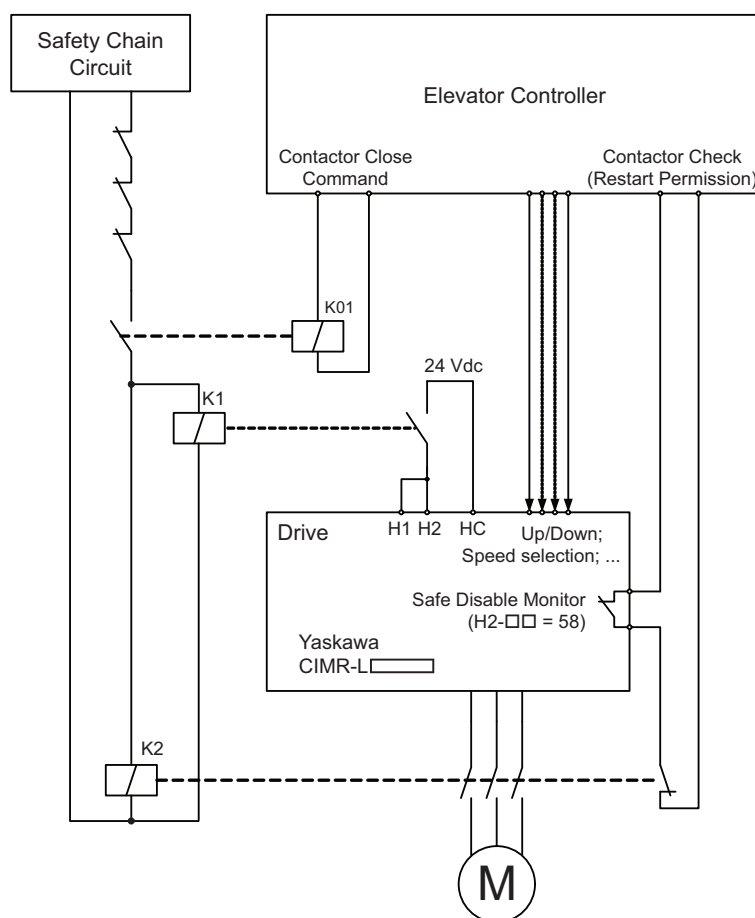 Safety Chain
Circuit
Elevator Controller
Contactor Close
Command
Contactor Check
(Restart Permission)
K01
24 Vdc
K1
Drive
H1 H2 HC
Up/Down;
Speed selection; ...
Safe Disable Monitor
(H2-□□ = 58)
Yaskawa
CIMR-L
K2
M